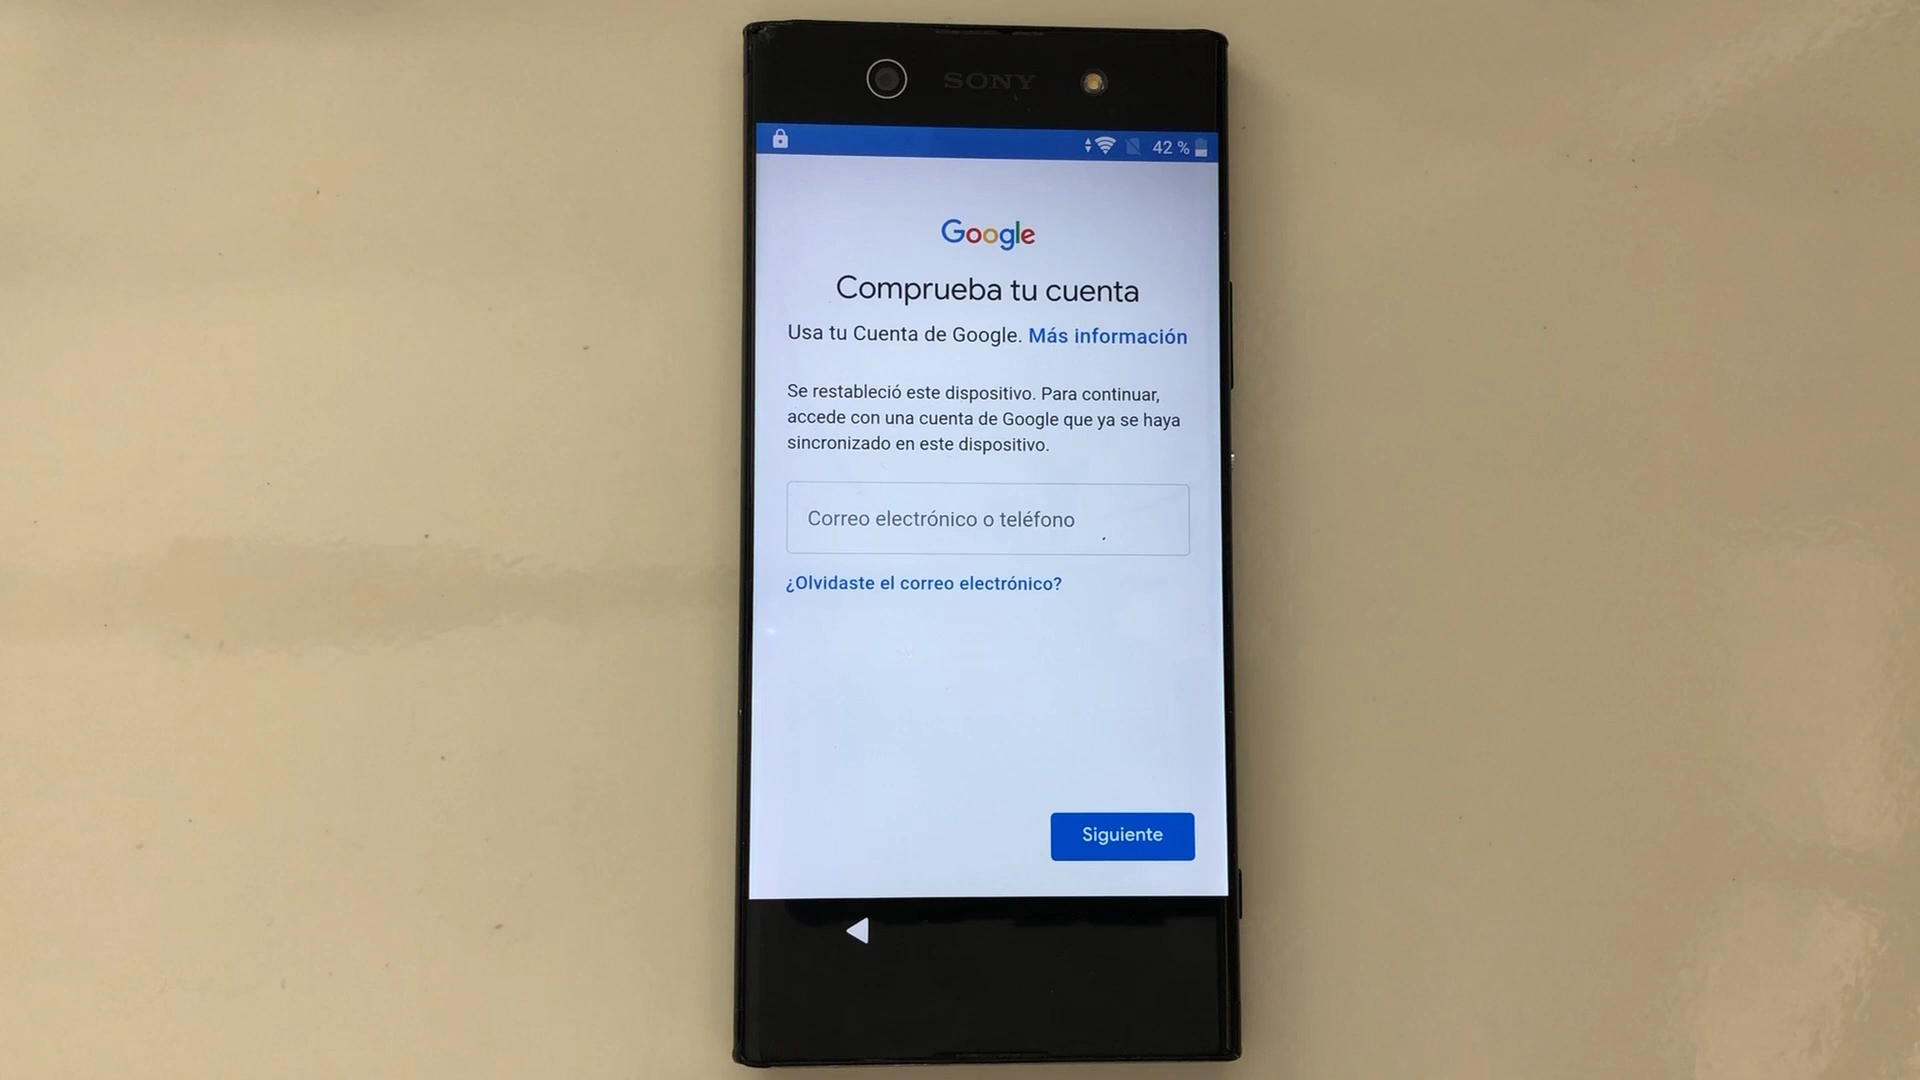 SONY
42 %
Google
Comprueba tu cuenta
Usa tu Cuenta de Google. Más información
Se restableció este dispositivo. Para continuar,
accede con una cuenta de Google que ya se haya
sincronizado en este dispositivo.
Correo electrónico o teléfono
¿Olvidaste el correo electrónico?
Siguiente